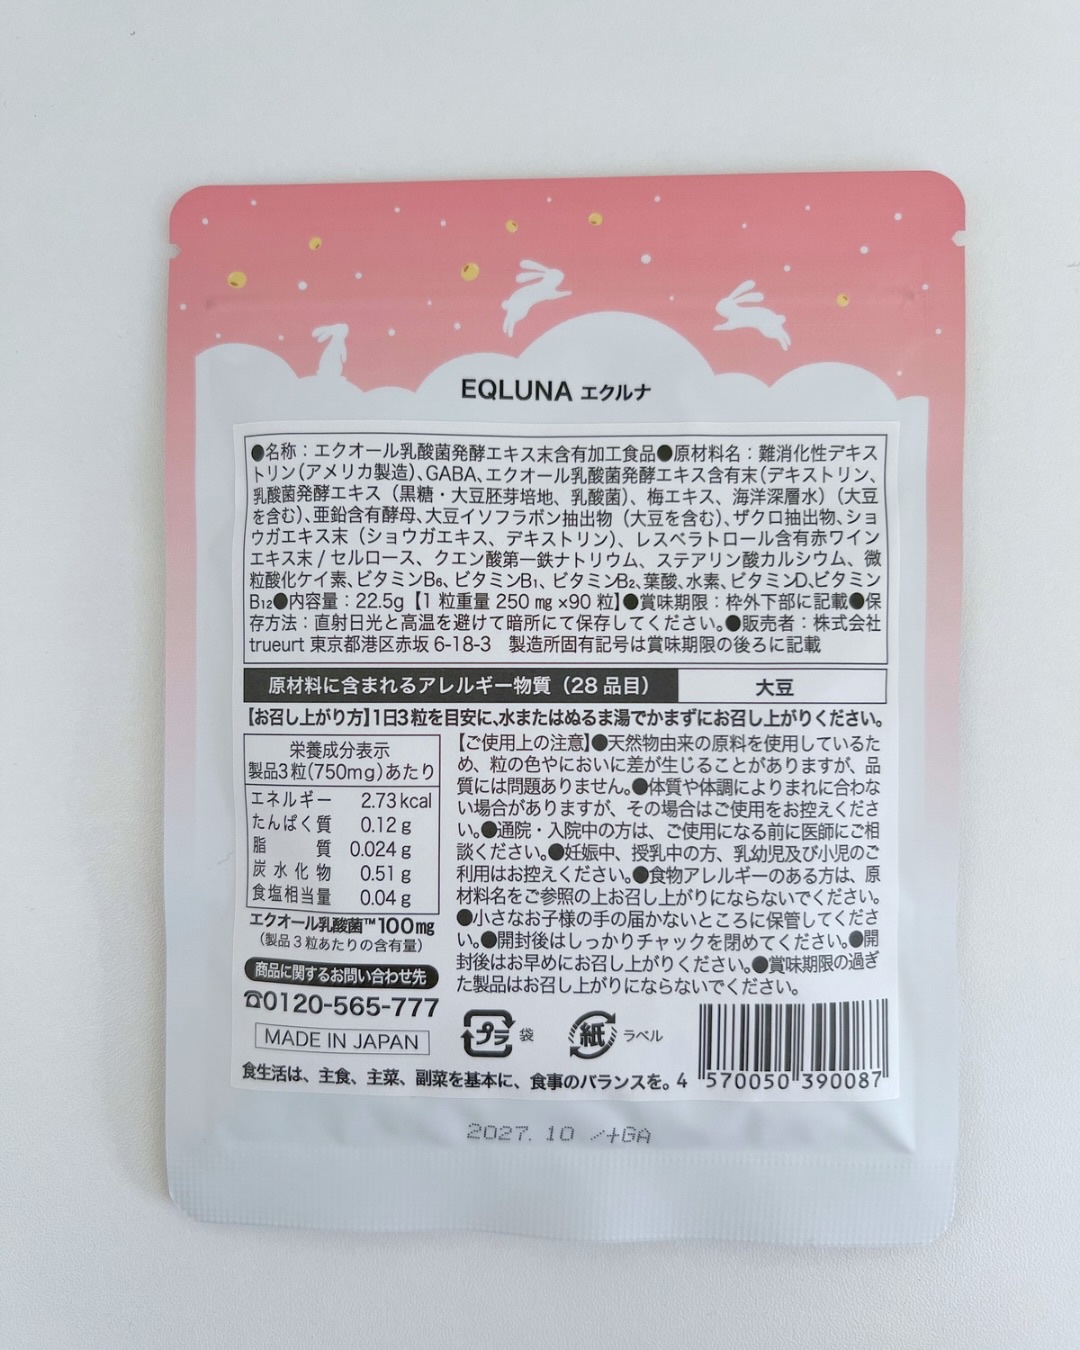 EQLUNA エクルナ
●名称：エクオール乳酸菌発酵エキス末含有加工食品●原材料名：難消化性デキス
トリン（アメリカ製造）、GABA、エクオール乳酸菌発酵エキス含有末（デキストリン、
乳酸菌発酵エキス（黒糖・大豆胚芽培地、乳酸菌）、梅エキス、海洋深層水）（大豆
を含む）、亜鉛含有酵母、大豆イソフラボン抽出物（大豆を含む）、ザクロ抽出物、ショ
ウガエキス末（ショウガエキス、デキストリン）、レスベラトロール含有赤ワイン
エキス末 / セルロース、クエン酸第一鉄ナトリウム、ステアリン酸カルシウム、微
粒酸化ケイ素、ビタミンB₆、ビタミンB₁、ビタミンB₂、葉酸、水素、ビタミンD、ビタミン
B₁₂●内容量：22.5g【1 粒重量 250 ㎎ ×90 粒】●賞味期限：枠外下部に記載●保
存方法：直射日光と高温を避けて暗所にて保存してください。●販売者：株式会社
trueurt 東京都港区赤坂 6-18-3 製造所固有記号は賞味期限の後ろに記載
原材料に含まれるアレルギー物質（28 品目） 大豆
【お召し上がり方】1日3粒を目安に、水またはぬるま湯でかまずにお召し上がりください。
栄養成分表示
製品3粒（750mg）あたり
エネルギー 2.73kcal
たんぱく質 0.12 g
脂質 0.024 g
炭水化物 0.51 g
食塩相当量 0.04 g
エクオール乳酸菌™100mg
（製品 3 粒あたりの含有量）
商品に関するお問い合わせ先
☎0120-565-777
MADE IN JAPAN
【ご使用上の注意】●天然物由来の原料を使用しているた
め、粒の色やにおいに差が生じることがありますが、品
質には問題ありません。●体質や体調によりまれに合わな
い場合がありますが、その場合はご使用をお控えくださ
い。●通院・入院中の方は、ご使用になる前に医師にご相
談ください。●妊娠中、授乳中の方、乳幼児及び小児のご
利用はお控えください。●食物アレルギーのある方は、原
材料名をご参照の上お召し上がりにならないでください。
●小さなお子様の手の届かないところに保管してくださ
い。●開封後はしっかりチャックを閉めてください。●開
封後はお早めにお召し上がりください。●賞味期限の過ぎ
た製品はお召し上がりにならないでください。
プラ 袋 紙 ラベル
食生活は、主食、主菜、副菜を基本に、食事のバランスを。
4 570050 390087
2027. 10 /+GA